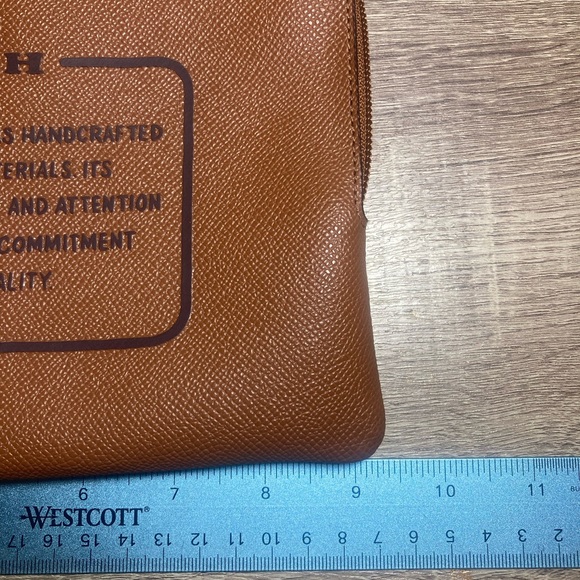 H
S HANDCRAFTED
ERIALS ITS
AND ATTENTION
COMMITMENT
ALITY
6 7 8 9 10 11
WESTCOTT®
17 16 15 14 13 12 11 10 9 8 7 6 5 4 3 2